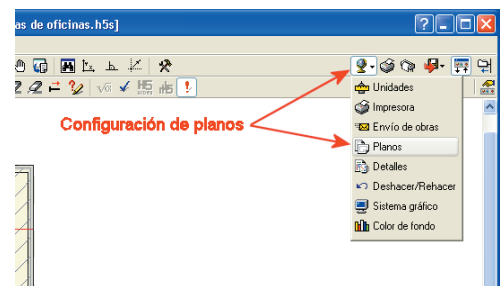 as de oficinas.h5s]
Unidades
Impresora
Configuración de planos
Envío de obras
Planos
Detalles
Deshacer/Rehacer
Sistema gráfico
Color de fondo